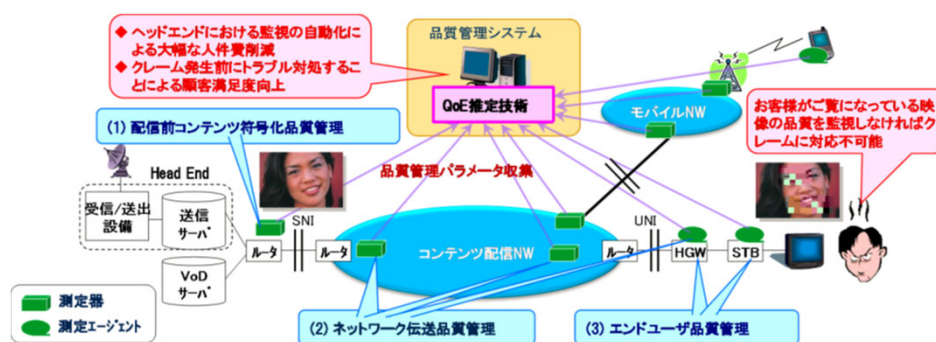 ◆ ヘッドエンドにおける監視の自動化に
よる大幅な人件費削減
◆ クレーム発生前にトラブル対処するこ
とによる顧客満足度向上
品質管理システム
QoE推定技術
モバイルNW
お客様がご覧になっている映
像の品質を監視しなければク
レームに対応不可能
(1) 配信前コンテンツ符号化品質管理
品質管理パラメータ収集
Head End
受信/送出
設備
送信
サーバ
VoD
サーバ
ルータ
SNI
ルータ
コンテンツ配信NW
ルータ
UNI
HGW
STB
測定器
測定エージェント
(2) ネットワーク伝送品質管理
(3) エンドユーザ品質管理